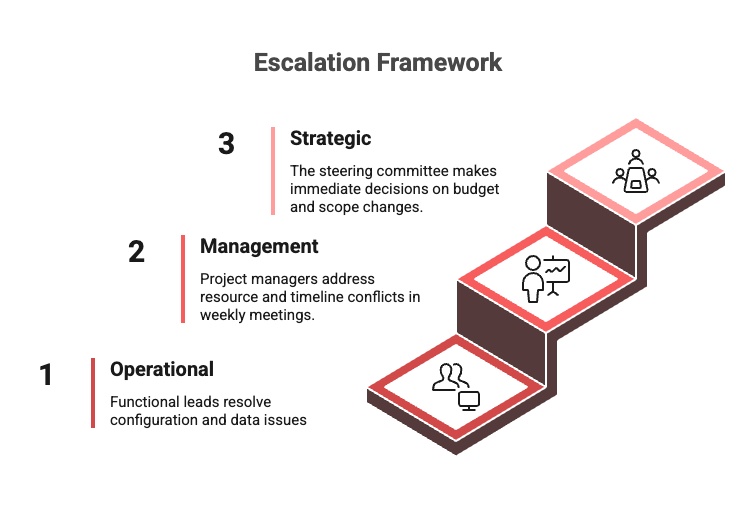 Escalation Framework
3
Strategic
The steering committee makes
immediate decisions on budget
and scope changes.
2
Management
Project managers address
resource and timeline conflicts in
weekly meetings.
1
Operational
Functional leads resolve
configuration and data issues